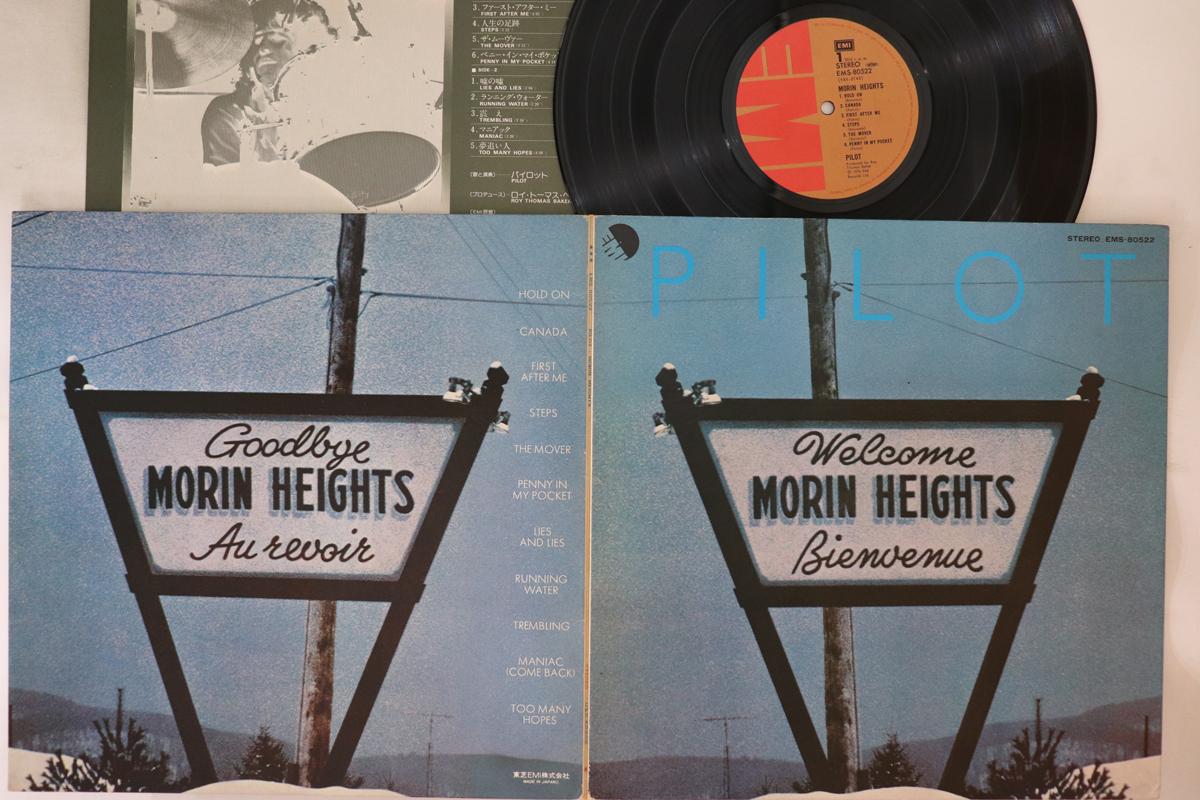 3. ファースト・アフター・ミー
FIRST AFTER ME
4. 人生の足跡
STEPS
5. ザ・ムーヴァー
THE MOVER
6. ペニー・イン・マイ・ポケッ
PENNY IN MY POCKET
■ SIDE-2
1. 嘘の嘘
LIES AND LIES
2. ランニング・ウォーター
RUNNING WATER
3. 震え
TREMBLING
4. マニアック
MANIAC
5. 夢追い人
TOO MANY HOPES
(歌と演奏) パイロット
PILOT
(プロデュース) ロイ・トーマス・ベ
ROY THOMAS BAKE
EMI
EMI
1
STEREO
EMS-80522
MORIN HEIGHTS
1. HOLD ON
2. CANADA
3. FIRST AFTER ME
4. STEPS
5. THE MOVER
6. PENNY IN MY POCKET
PILOT
HOLD ON
CANADA
FIRST
AFTER ME
STEPS
THE MOVER
PENNY IN
MY POCKET
LIES
AND LIES
RUNNING
WATER
TREMBLING
MANIAC
(COME BACK)
TOO MANY
HOPES
Goodbye
MORIN HEIGHTS
Au revoir
東芝EMI株式会社
MADE IN JAPAN
EMI
STEREO EMS-80522
PILOT
Welcome
MORIN HEIGHTS
Bienvenue